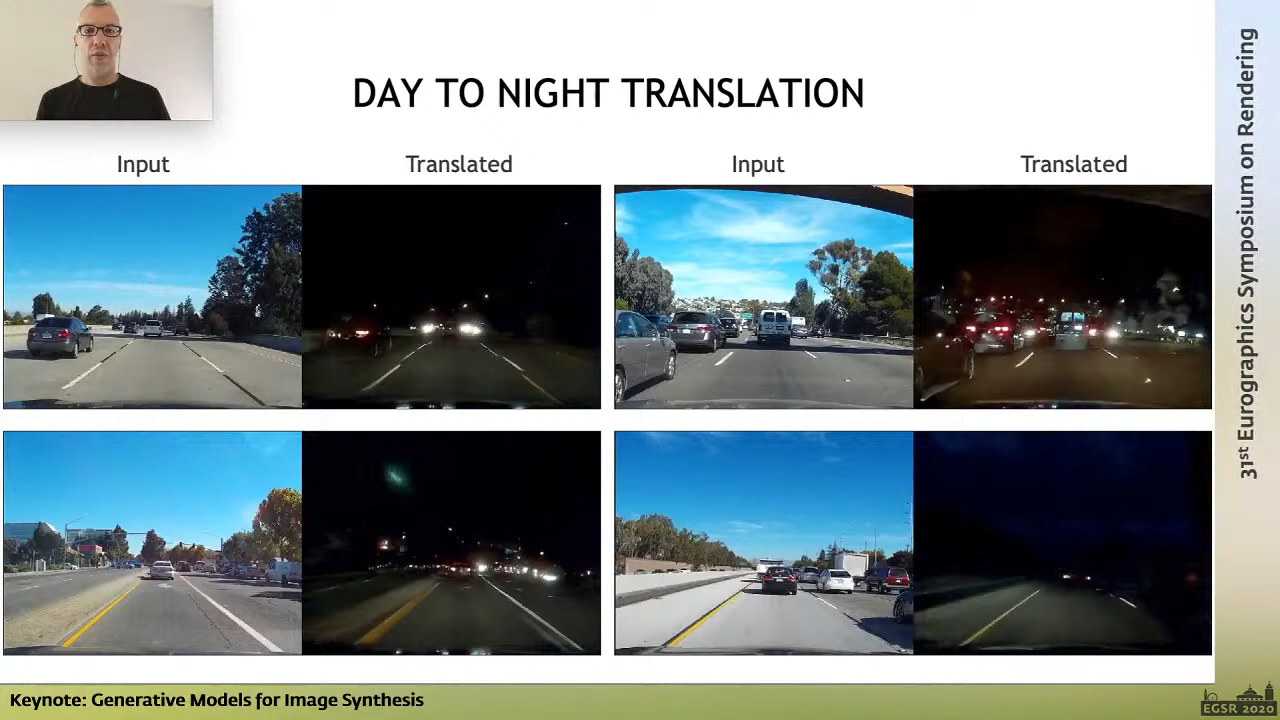 DAY TO NIGHT TRANSLATION
Input
Translated
Input
Translated
31st Eurographics Symposium on Rendering
Keynote: Generative Models for Image Synthesis
EGSR 2020